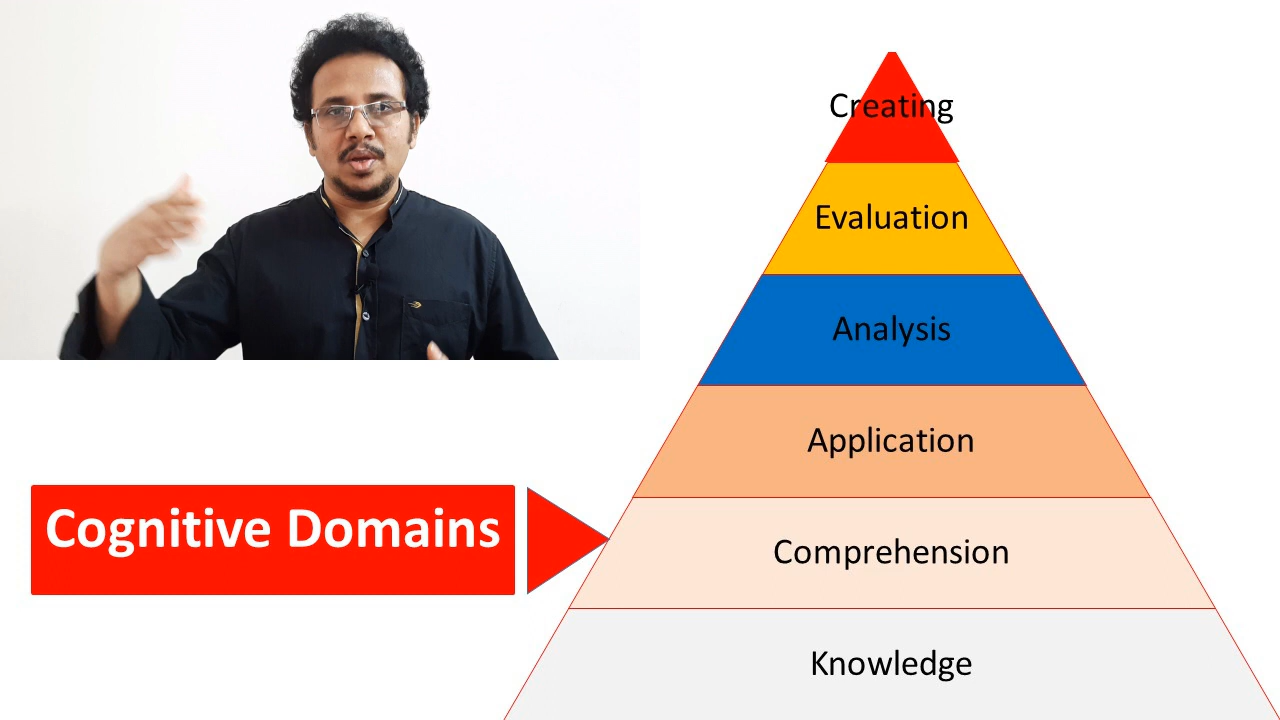 Creating
Evaluation
Analysis
Application
Cognitive Domains
Comprehension
Knowledge